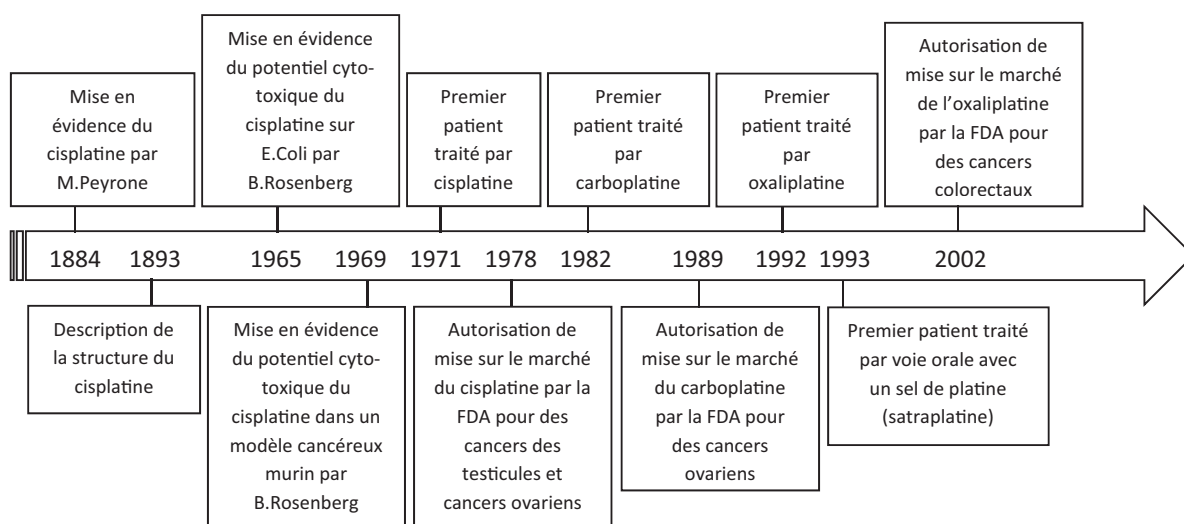 Mise en
évidence du
cisplatine par
M.Peyrone
Mise en évidence
du potentiel cyto-
toxique du
cisplatine sur
E.Coli par
B.Rosenberg
Premier
patient
traité par
cisplatine
Premier
patient traité
par
carboplatine
Premier
patient traité
par
oxaliplatine
Autorisation de
mise sur le marché
de l’oxaliplatine
par la FDA pour
des cancers
colorectaux
1884 1893 1965 1969 1971 1978 1982 1989 1992 1993 2002
Description de
la structure du
cisplatine
Mise en évidence
du potentiel cyto-
toxique du
cisplatine dans un
modèle cancéreux
murin par
B.Rosenberg
Autorisation de
mise sur le marché
du cisplatine par la
FDA pour des
cancers des
testicules et
cancers ovariens
Autorisation de
mise sur le marché
du carboplatine
par la FDA pour
des cancers
ovariens
Premier patient traité
par voie orale avec
un sel de platine
(satraplatine)